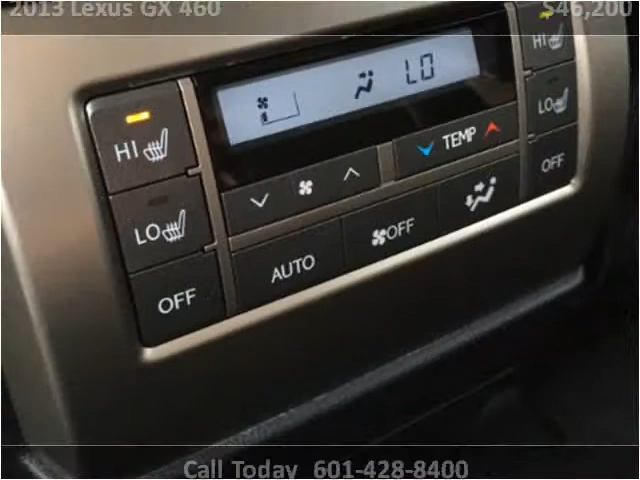 2013 Lexus GX 460 $46,200
LO
HI
HI
LO
TEMP
LO
OFF
OFF
AUTO
OFF
Call Today 601-428-8400